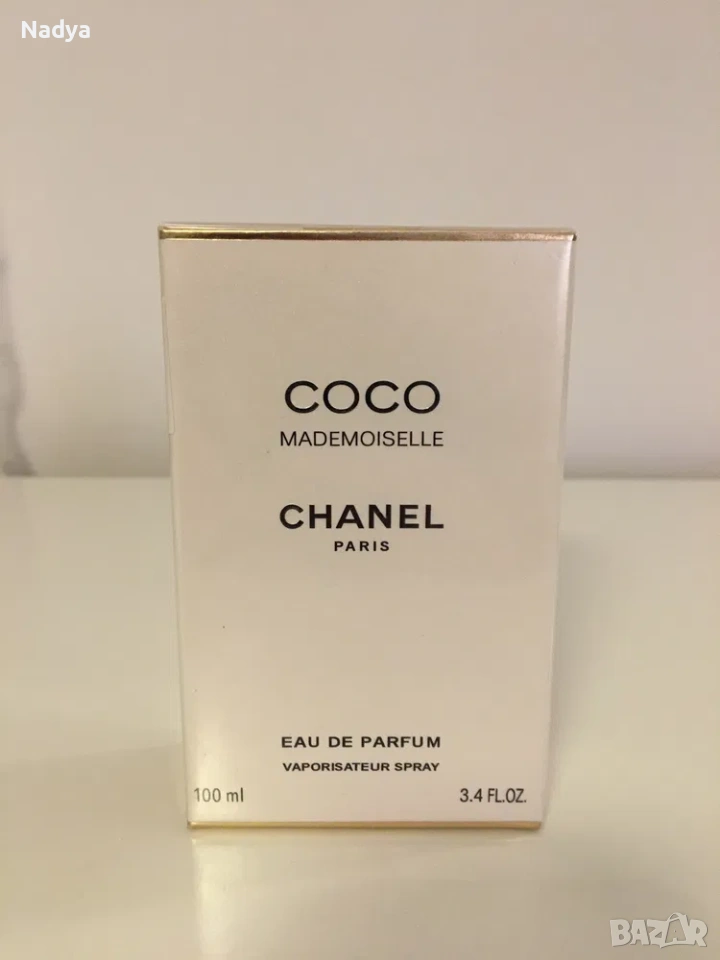 Nadya
COCO
MADEMOISELLE
CHANEL
PARIS
EAU DE PARFUM
VAPORISATEUR SPRAY
100 ml 3.4 FL.OZ.
BAZAR